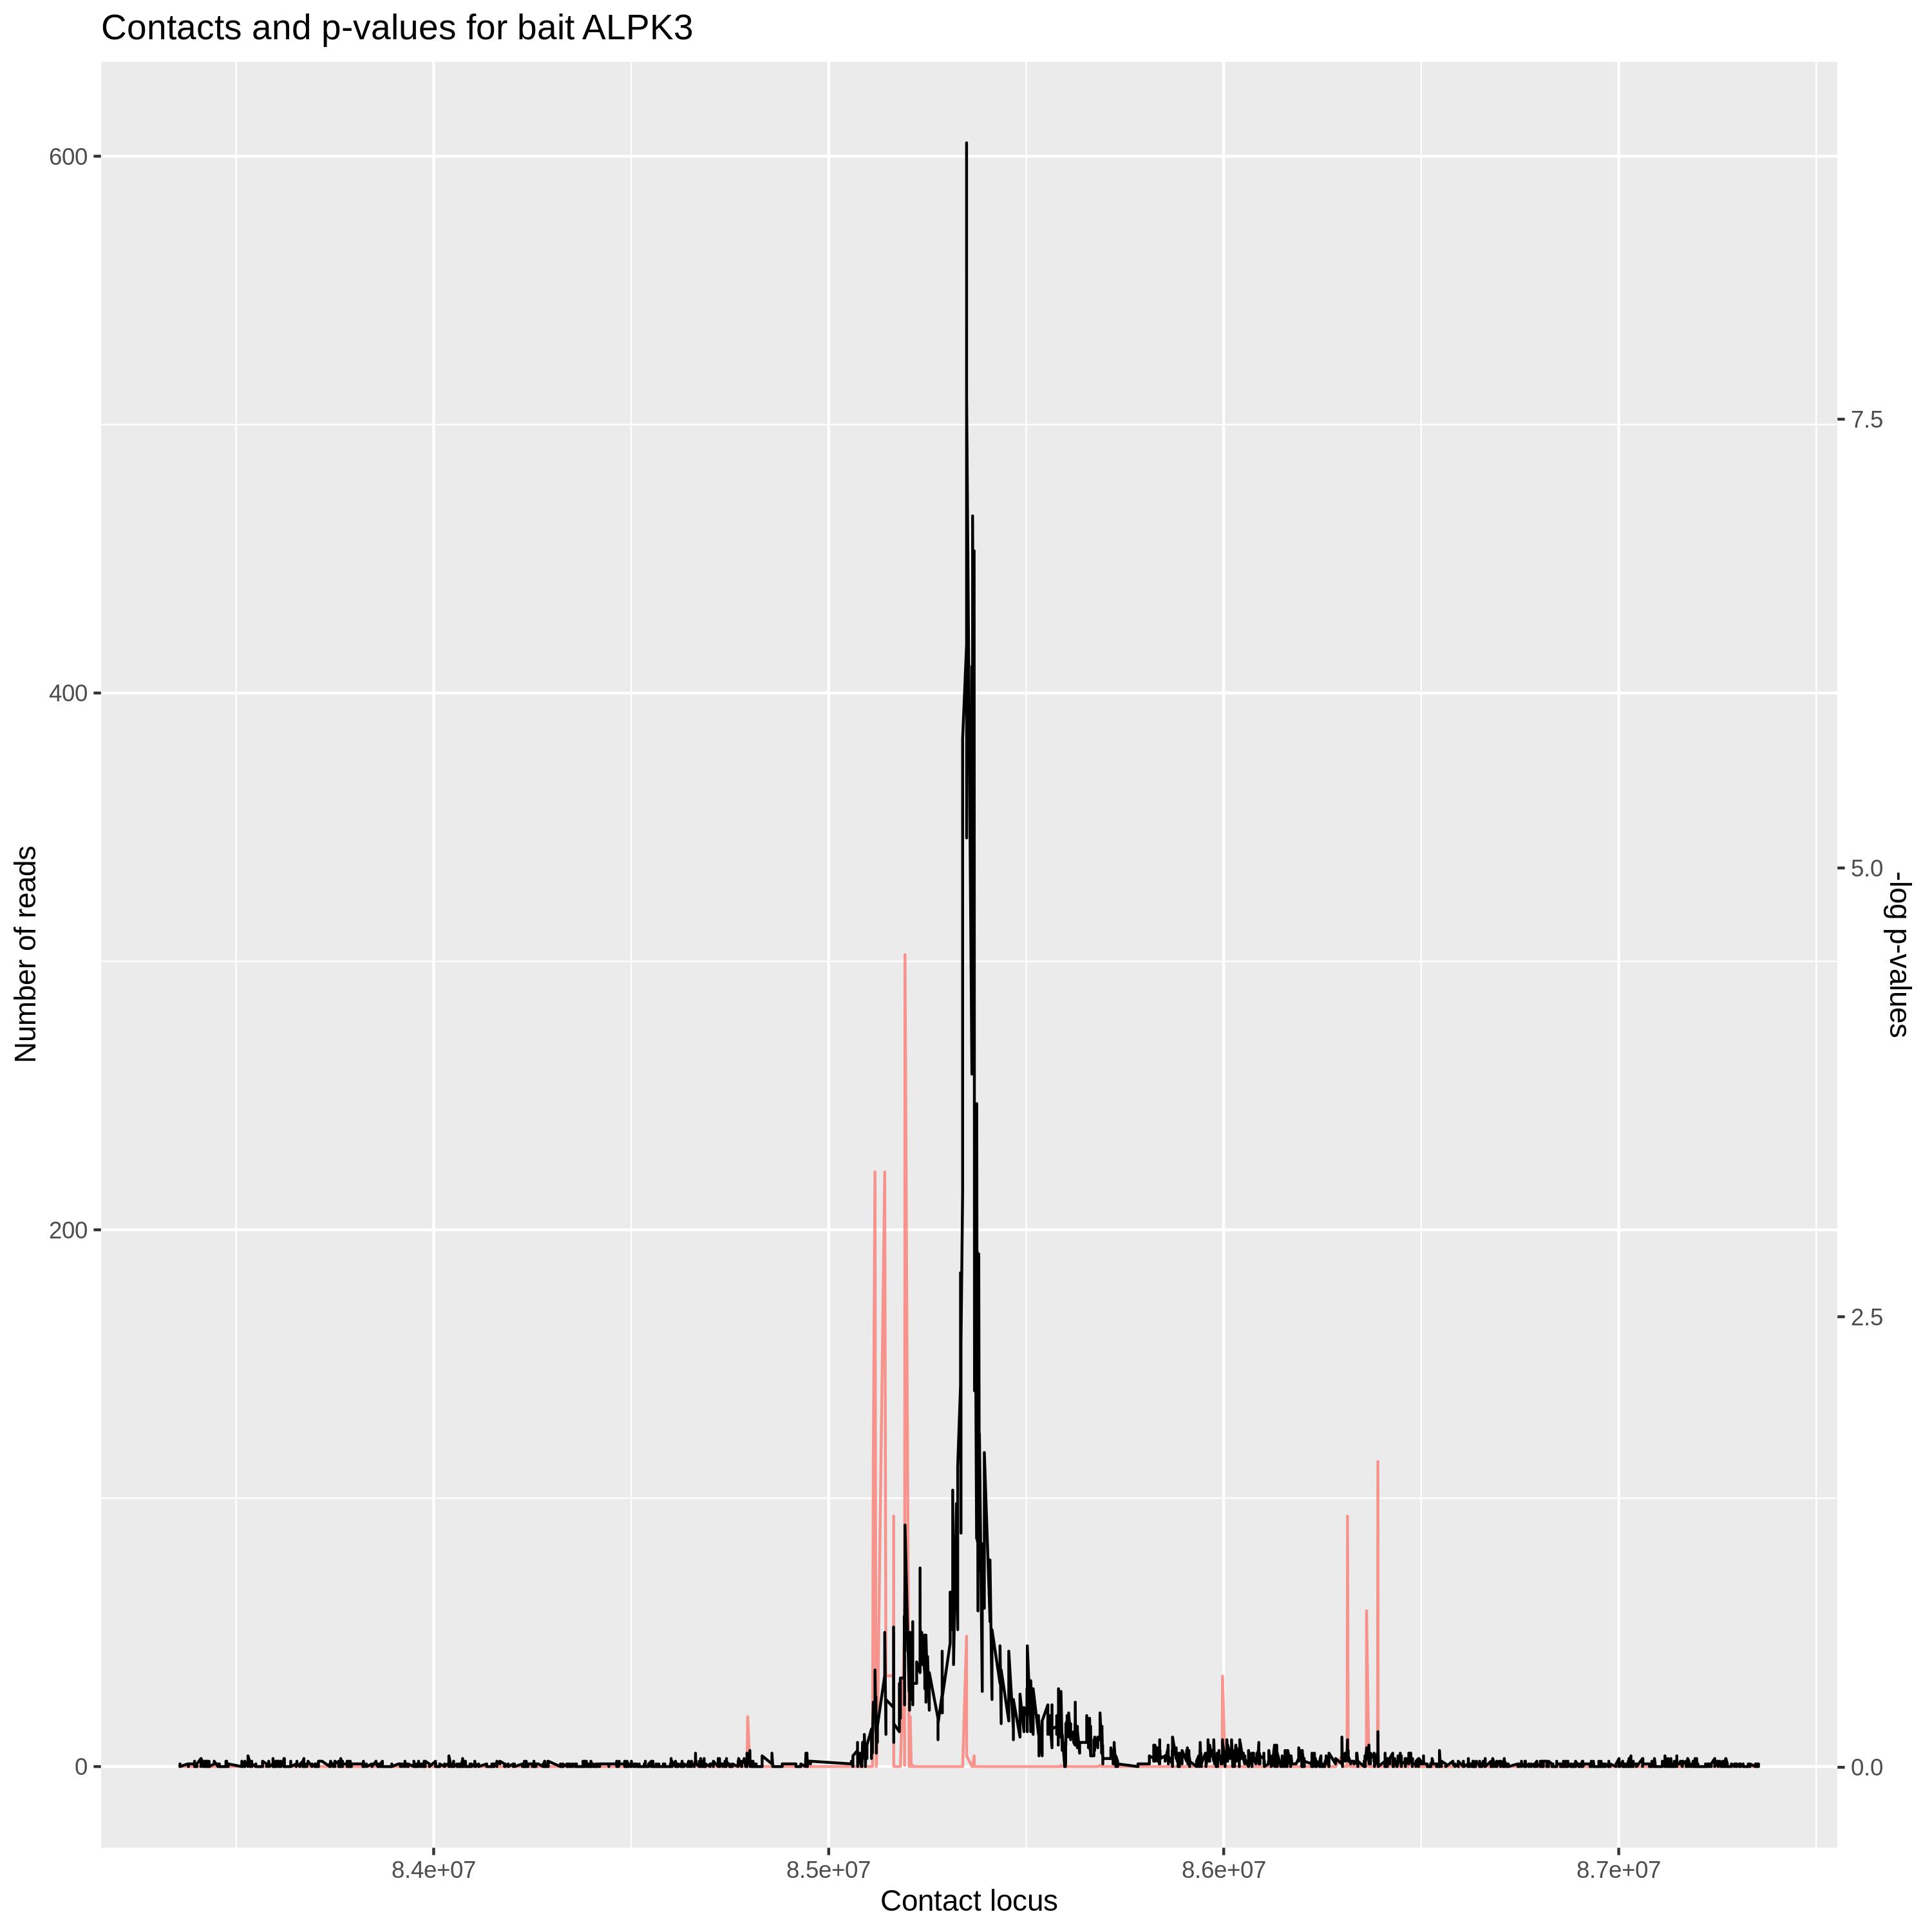 Contacts and p-values for bait ALPK3
600
400
200
0
Number of reads
7.5
5.0
2.5
0.0
-log p-values
8.4e+07
8.5e+07
8.6e+07
8.7e+07
Contact locus